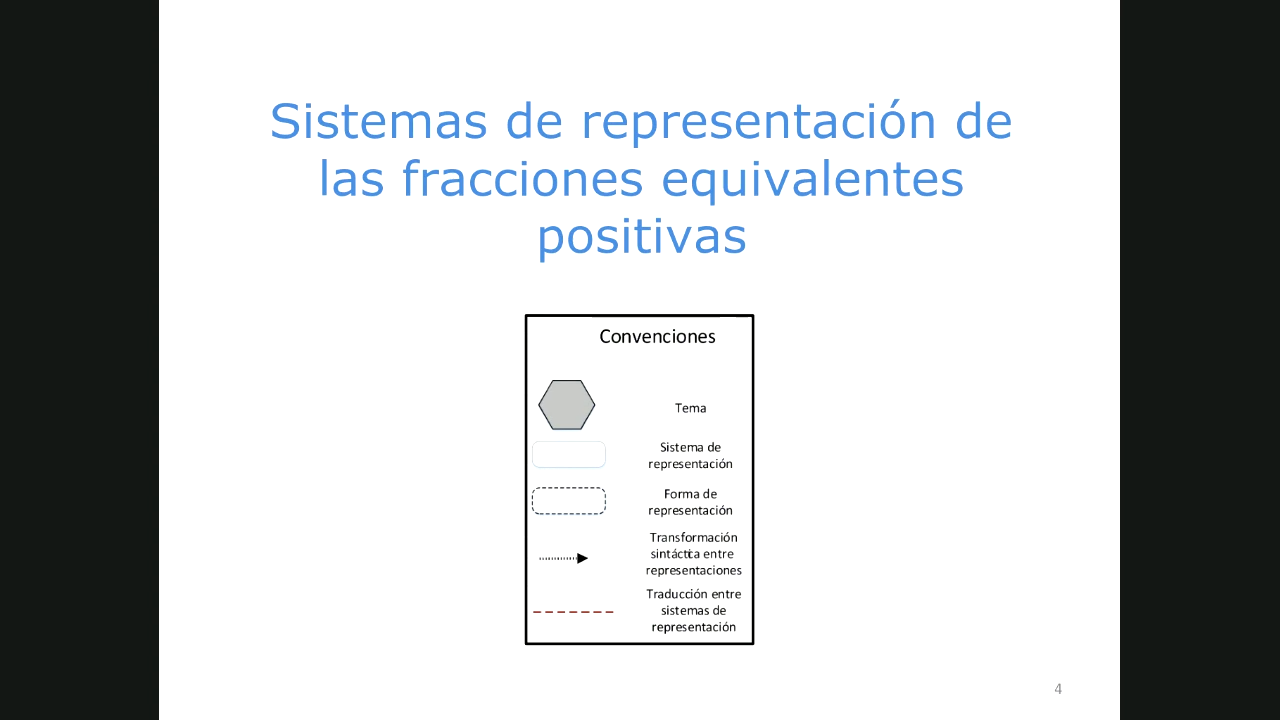 Sistemas de representación de
las fracciones equivalentes
positivas
Convenciones
Tema
Sistema de
representación
Forma de
representación
Transformación
sintáctica entre
representaciones
Traducción entre
sistemas de
representación
4